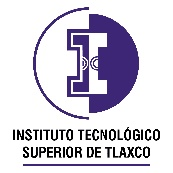 INSTITUTO TECNOLÓGICO
SUPERIOR DE TLAXCO